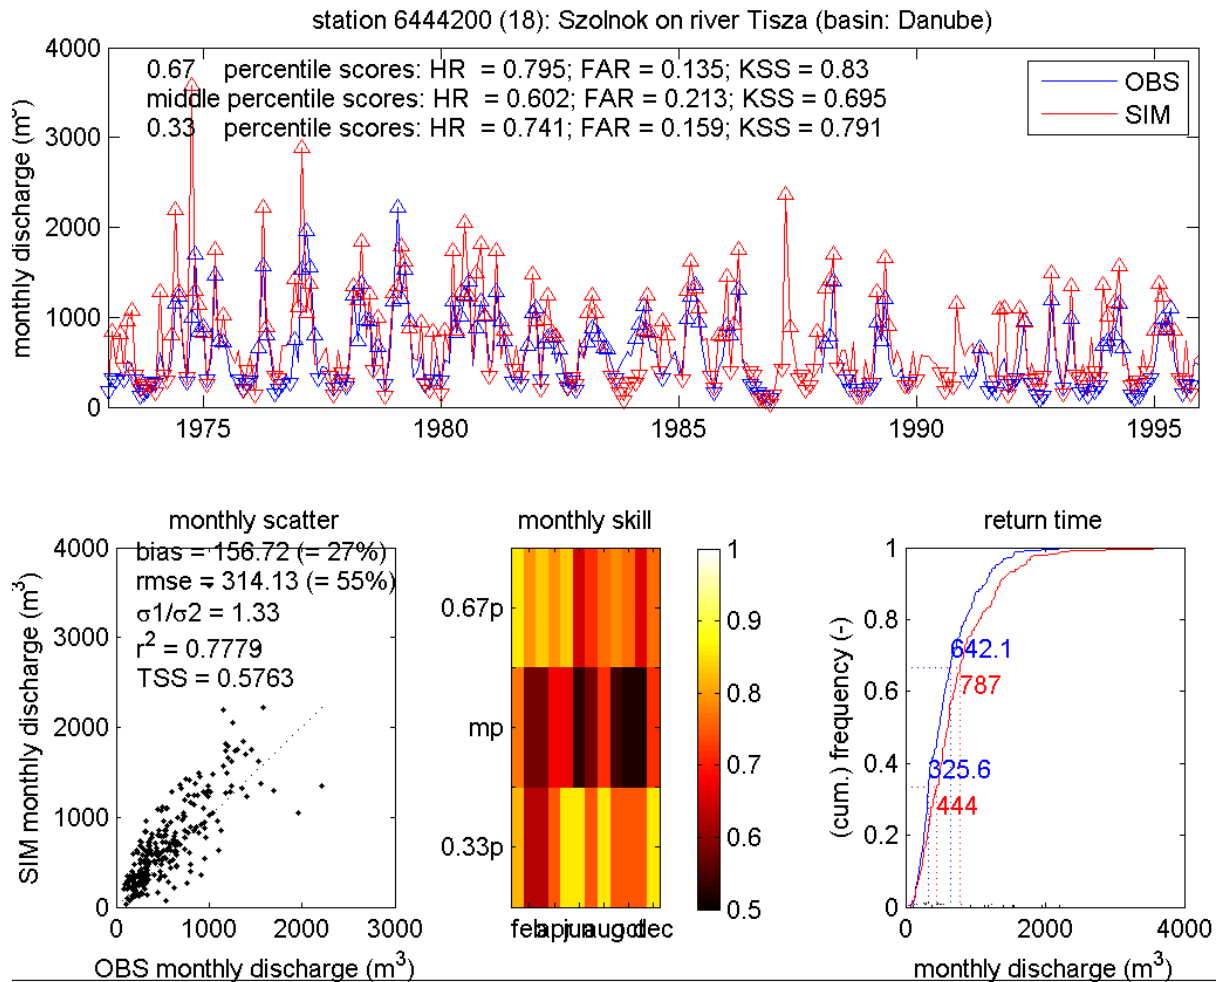 station 6444200 (18): Szolnok on river Tisza (basin: Danube)
0.67 percentile scores: HR = 0.795; FAR = 0.135; KSS = 0.83
middle percentile scores: HR = 0.602; FAR = 0.213; KSS = 0.695
0.33 percentile scores: HR = 0.741; FAR = 0.159; KSS = 0.791
OBS
SIM
monthly discharge (m³)
4000
3000
2000
1000
0
1975
1980
1985
1990
1995
monthly scatter
bias = 156.72 (= 27%)
rmse = 314.13 (= 55%)
σ1/σ2 = 1.33
r² = 0.7779
TSS = 0.5763
SIM monthly discharge (m³)
4000
3000
2000
1000
0
0
1000
2000
3000
OBS monthly discharge (m³)
monthly skill
0.67p
mp
0.33p
feb
apr
jun
aug
oct
dec
1
0.9
0.8
0.7
0.6
0.5
return time
(cum.) frequency (-)
1
0.8
0.6
0.4
0.2
0
642.1
787
325.6
444
0
2000
4000
monthly discharge (m³)